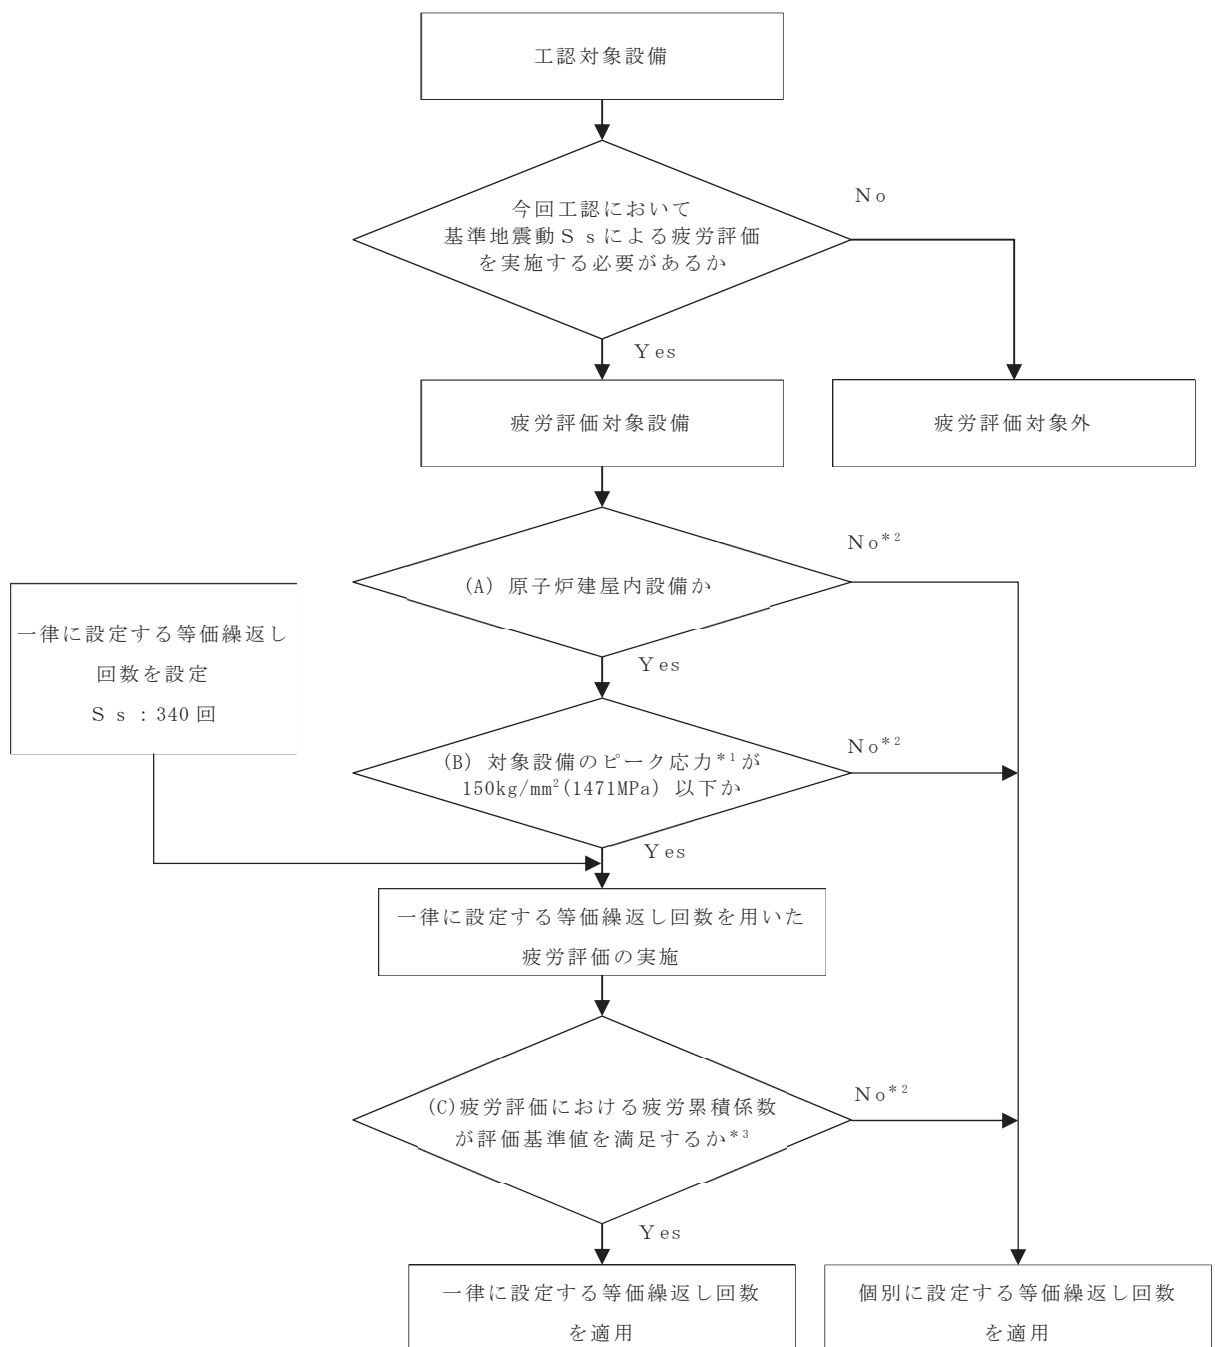 工認対象設備
今回工認において
基準地震動Ｓｓによる疲労評価
を実施する必要があるか
No
Yes
疲労評価対象設備
疲労評価対象外
(A) 原子炉建屋内設備か
No*2
Yes
一律に設定する等価繰返し
回数を設定
Ｓｓ：340回
(B) 対象設備のピーク応力*1が
150kg/mm2(1471MPa) 以下か
No*2
Yes
一律に設定する等価繰返し回数を用いた
疲労評価の実施
(C)疲労評価における疲労累積係数
が評価基準値を満足するか*3
No*2
Yes
一律に設定する等価繰返し回数
を適用
個別に設定する等価繰返し回数
を適用